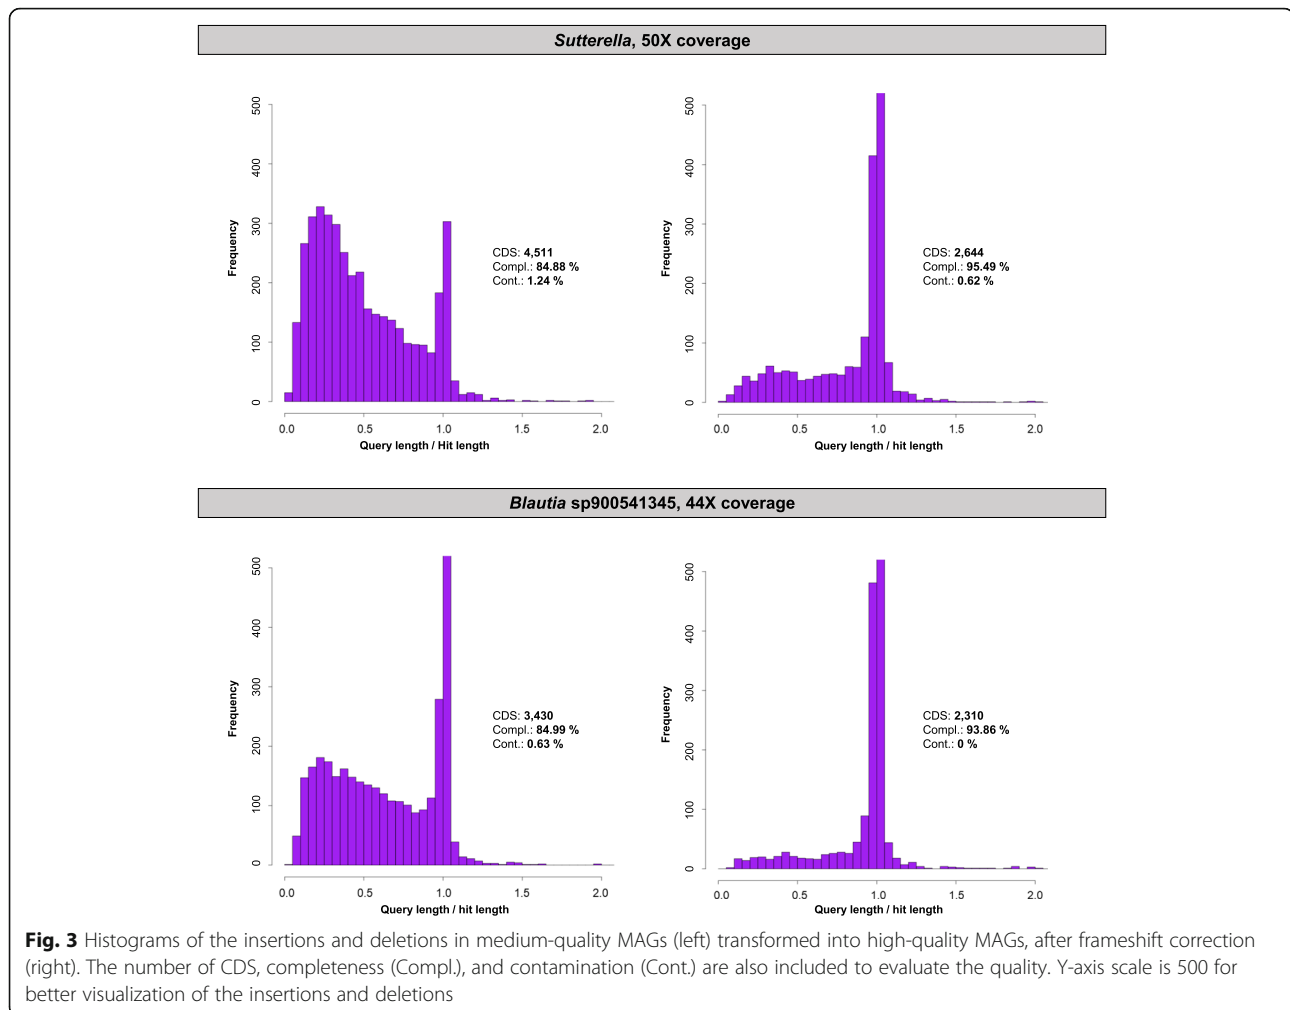 Sutterella, 50X coverage
500
400
300
200
100
0
Frequency
CDS: 4,511
Compl.: 84.88 %
Cont.: 1.24 %
0.0 0.5 1.0 1.5 2.0
Query length / Hit length
500
400
300
200
100
0
Frequency
CDS: 2,644
Compl.: 95.49 %
Cont.: 0.62 %
0.0 0.5 1.0 1.5 2.0
Query length / hit length
Blautia sp900541345, 44X coverage
500
400
300
200
100
0
Frequency
CDS: 3,430
Compl.: 84.99 %
Cont.: 0.63 %
0.0 0.5 1.0 1.5 2.0
Query length / hit length
500
400
300
200
100
0
Frequency
CDS: 2,310
Compl.: 93.86 %
Cont.: 0 %
0.0 0.5 1.0 1.5 2.0
Query length / hit length
Fig. 3 Histograms of the insertions and deletions in medium-quality MAGs (left) transformed into high-quality MAGs, after frameshift correction
(right). The number of CDS, completeness (Compl.), and contamination (Cont.) are also included to evaluate the quality. Y-axis scale is 500 for
better visualization of the insertions and deletions